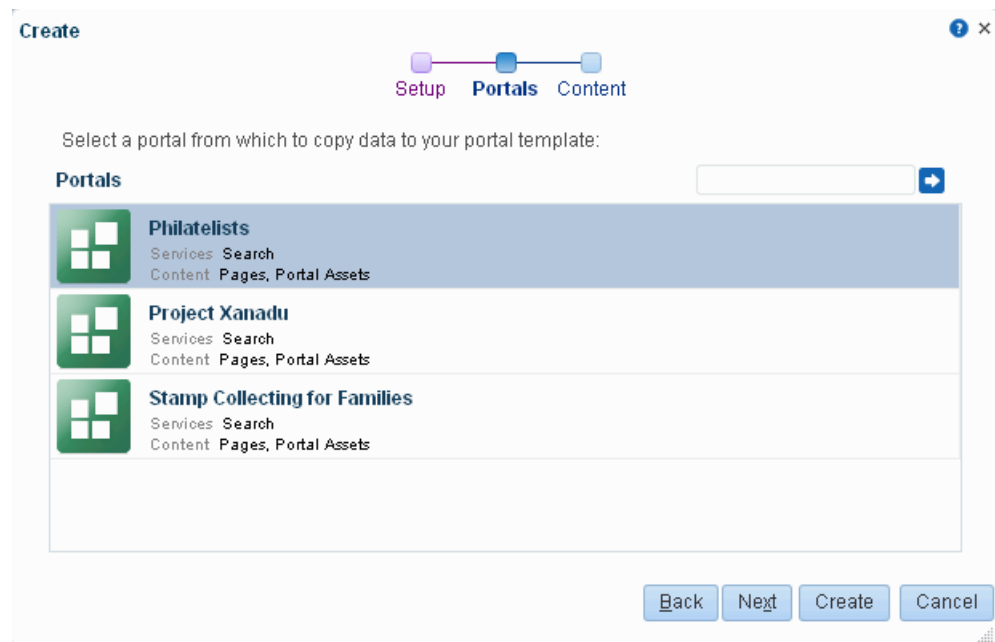 Create
Setup Portals Content
Select a portal from which to copy data to your portal template:
Portals
Philatelists
Services Search
Content Pages, Portal Assets
Project Xanadu
Services Search
Content Pages, Portal Assets
Stamp Collecting for Families
Services Search
Content Pages, Portal Assets
Back Next Create Cancel